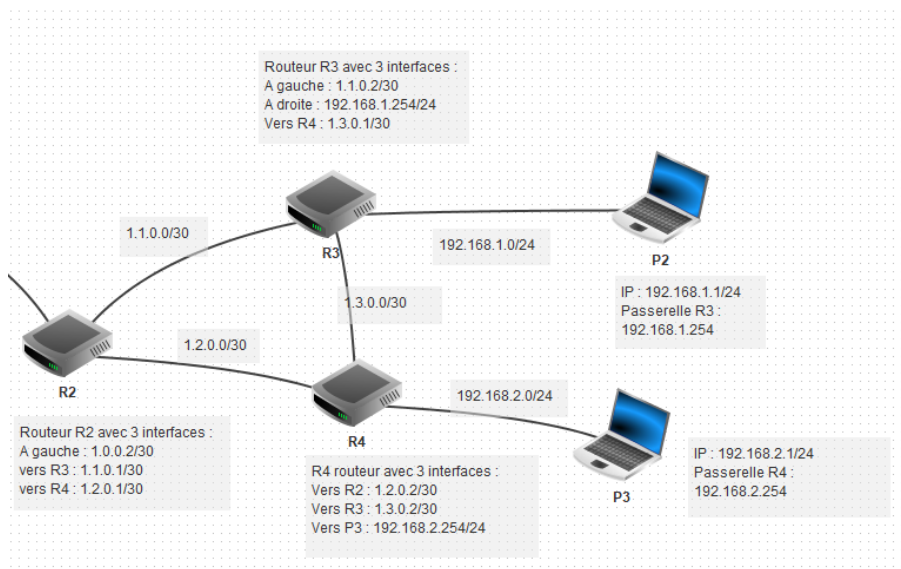 Routeur R3 avec 3 interfaces :
A gauche : 1.1.0.2/30
A droite : 192.168.1.254/24
Vers R4 : 1.3.0.1/30
1.1.0.0/30
R3
192.168.1.0/24
P2
IP : 192.168.1.1/24
Passerelle R3 :
192.168.1.254
1.3.0.0/30
1.2.0.0/30
R2
Routeur R2 avec 3 interfaces :
A gauche : 1.0.0.2/30
vers R3 : 1.1.0.1/30
vers R4 : 1.2.0.1/30
192.168.2.0/24
R4
R4 routeur avec 3 interfaces :
Vers R2 : 1.2.0.2/30
Vers R3 : 1.3.0.2/30
Vers P3 : 192.168.2.254/24
P3
IP : 192.168.2.1/24
Passerelle R4 :
192.168.2.254